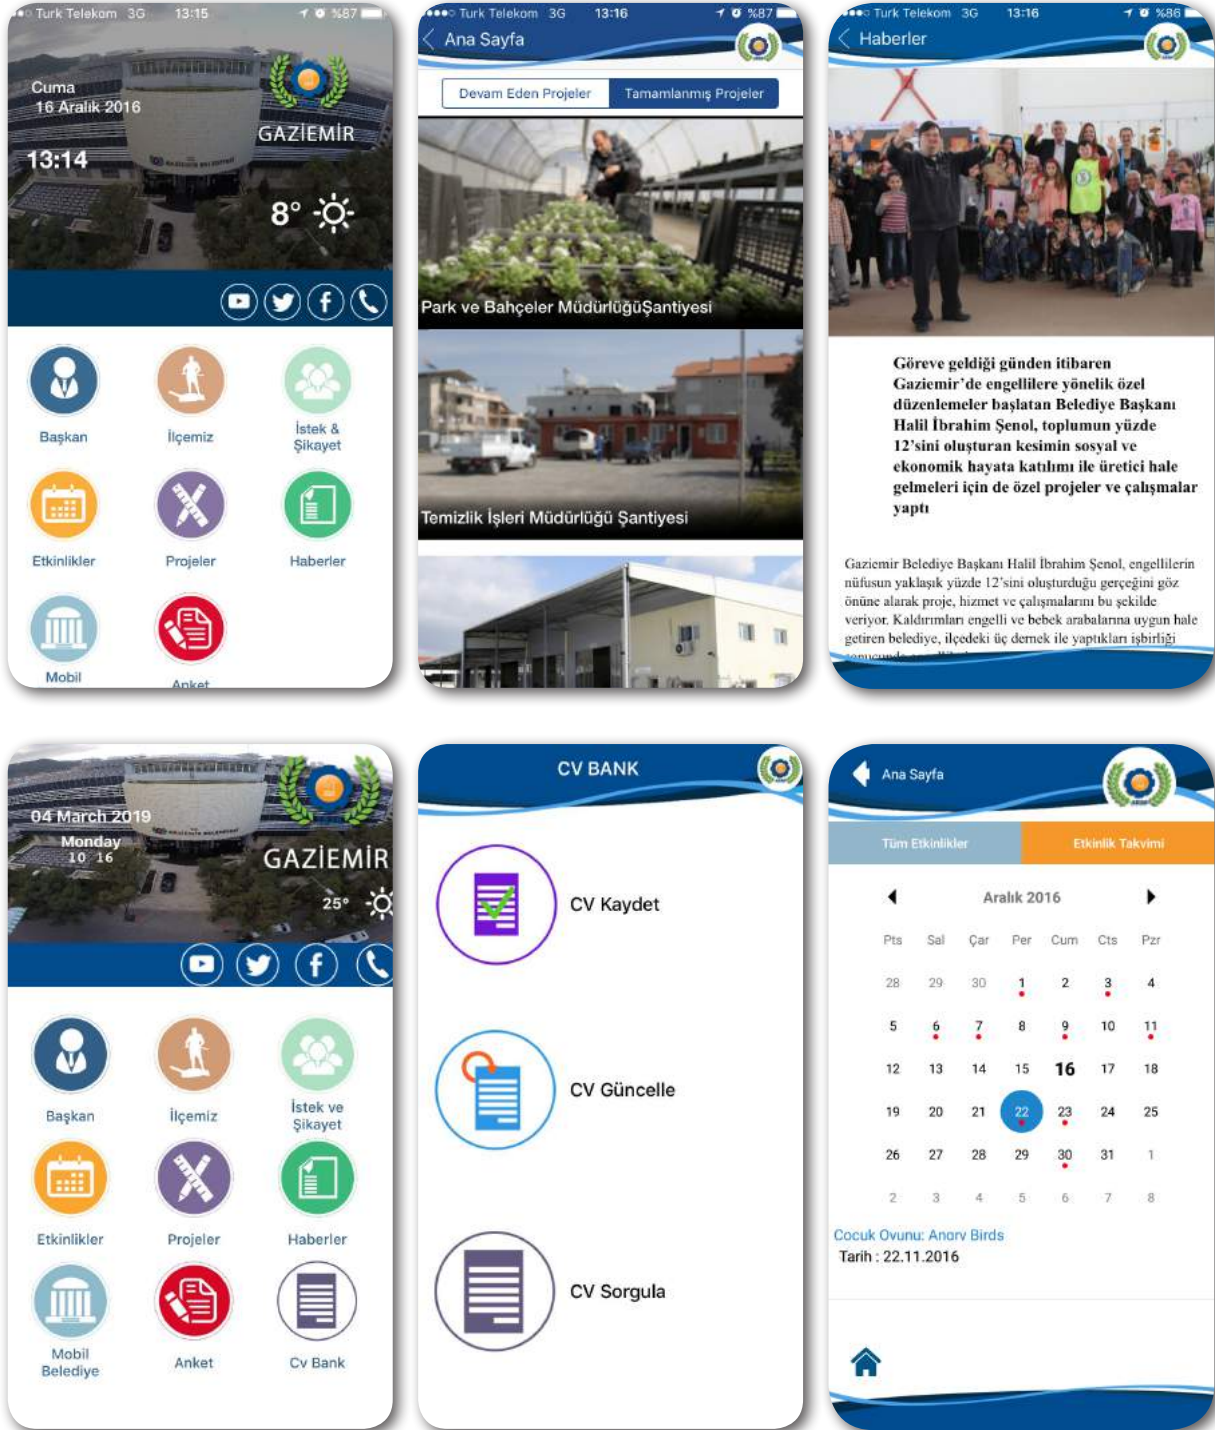 Turk Telekom 3G 13:15 %87
Cuma
16 Aralık 2016
GAZİEMİR
13:14
8°
Başkan
İlçemiz
İstek &
Şikayet
Etkinlikler
Projeler
Haberler
Mobil
Anket
Turk Telekom 3G 13:16 %87
Ana Sayfa
Devam Eden Projeler
Tamamlanmış Projeler
Park ve Bahçeler MüdürlüğüŞantiyesi
Temizlik İşleri Müdürlüğü Şantiyesi
Turk Telekom 3G 13:16 %86
Haberler
Göreve geldiği günden itibaren
Gaziemir'de engellilere yönelik özel
düzenlemeler başlatan Belediye Başkanı
Halil İbrahim Şenol, toplumun yüzde
12'sini oluşturan kesimin sosyal ve
ekonomik hayata katılımı ile üretici hale
gelmeleri için de özel projeler ve çalışmalar
yaptı
Gaziemir Belediye Başkanı Halil İbrahim Şenol, engellilerin
nüfusun yaklaşık yüzde 12'sini oluşturduğu gerçeğini göz
önüne alarak proje, hizmet ve çalışmalarını bu şekilde
veriyor. Kaldırımları engelli ve bebek arabalarına uygun hale
getiren belediye, ilçedeki üç dernek ile yaptıkları işbirliği
04 March 2019
Monday
10 16
GAZİEMİR
25°
Başkan
İlçemiz
İstek ve
Şikayet
Etkinlikler
Projeler
Haberler
Mobil
Belediye
Anket
Cv Bank
CV BANK
CV Kaydet
CV Güncelle
CV Sorgula
Ana Sayfa
Tüm Etkinlikler
Etkinlik Takvimi
Aralık 2016
Pts Sal Çar Per Cum Cts Pzr
28 29 30 1 2 3 4
5 6 7 8 9 10 11
12 13 14 15 16 17 18
19 20 21 22 23 24 25
26 27 28 29 30 31 1
2 3 4 5 6 7 8
Çocuk Oyunu: Angry Birds
Tarih : 22.11.2016